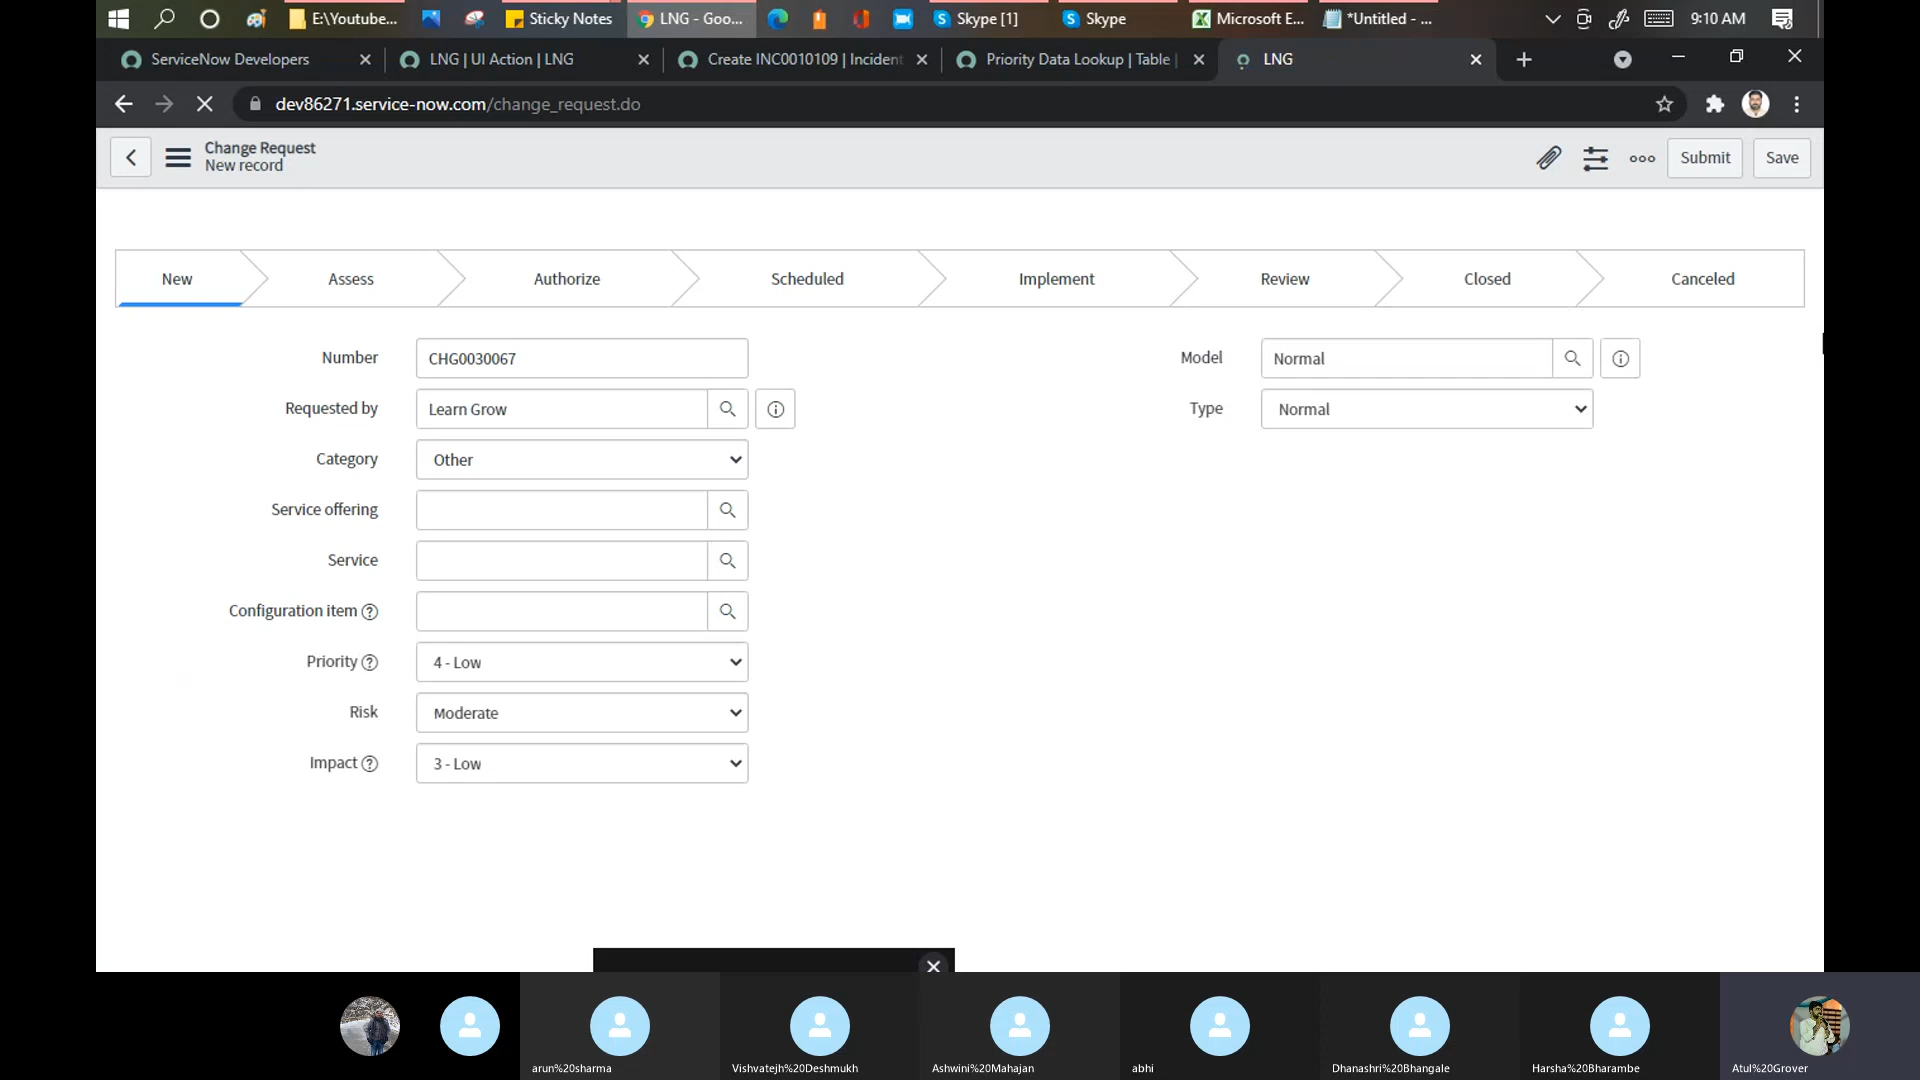 E:\Youtube...
Sticky Notes
LNG - Goo...
Skype [1]
Skype
Microsoft E...
*Untitled - ...
9:10 AM
ServiceNow Developers
LNG | UI Action | LNG
Create INC0010109 | Incident
Priority Data Lookup | Table |
LNG
dev86271.service-now.com/change_request.do
Change Request
New record
Submit
Save
New
Assess
Authorize
Scheduled
Implement
Review
Closed
Canceled
Number
CHG0030067
Model
Normal
Requested by
Learn Grow
Type
Normal
Category
Other
Service offering
Service
Configuration item
Priority
4 - Low
Risk
Moderate
Impact
3 - Low
arun%20sharma
Vishvatejh%20Deshmukh
Ashwini%20Mahajan
abhi
Dhanashri%20Bhangale
Harsha%20Bharambe
Atul%20Grover